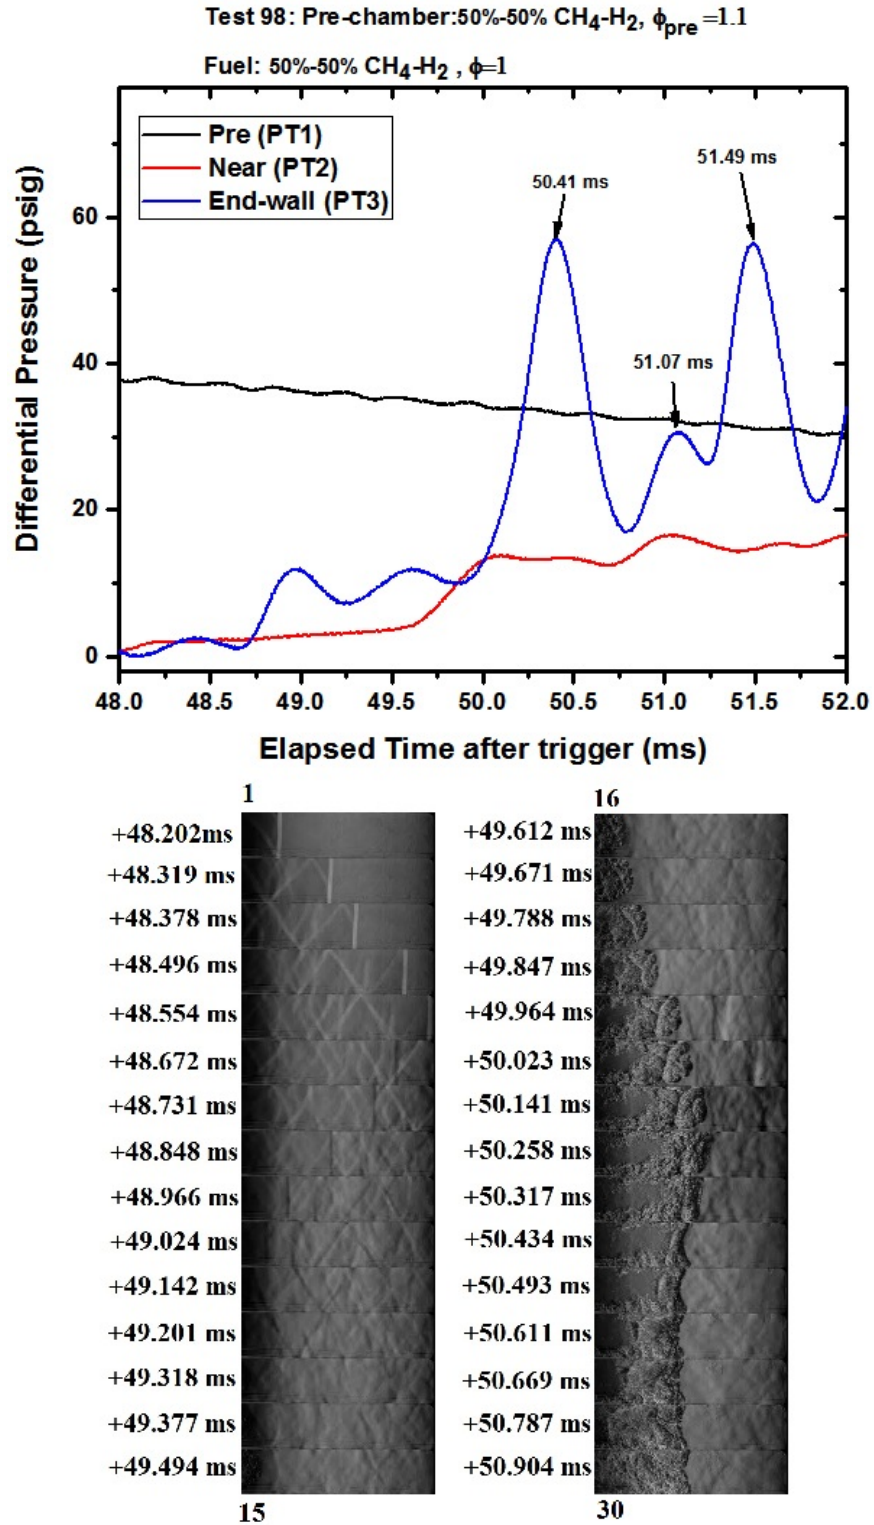 Test 98: Pre-chamber:50%-50% CH₄-H₂, ϕpre =1.1
Fuel: 50%-50% CH₄-H₂ , ϕ=1
Pre (PT1)
Near (PT2)
End-wall (PT3)
50.41 ms
51.49 ms
51.07 ms
Differential Pressure (psig)
60
40
20
0
48.0 48.5 49.0 49.5 50.0 50.5 51.0 51.5 52.0
Elapsed Time after trigger (ms)
1
+48.202ms
+48.319 ms
+48.378 ms
+48.496 ms
+48.554 ms
+48.672 ms
+48.731 ms
+48.848 ms
+48.966 ms
+49.024 ms
+49.142 ms
+49.201 ms
+49.318 ms
+49.377 ms
+49.494 ms
15
16
+49.612 ms
+49.671 ms
+49.788 ms
+49.847 ms
+49.964 ms
+50.023 ms
+50.141 ms
+50.258 ms
+50.317 ms
+50.434 ms
+50.493 ms
+50.611 ms
+50.669 ms
+50.787 ms
+50.904 ms
30